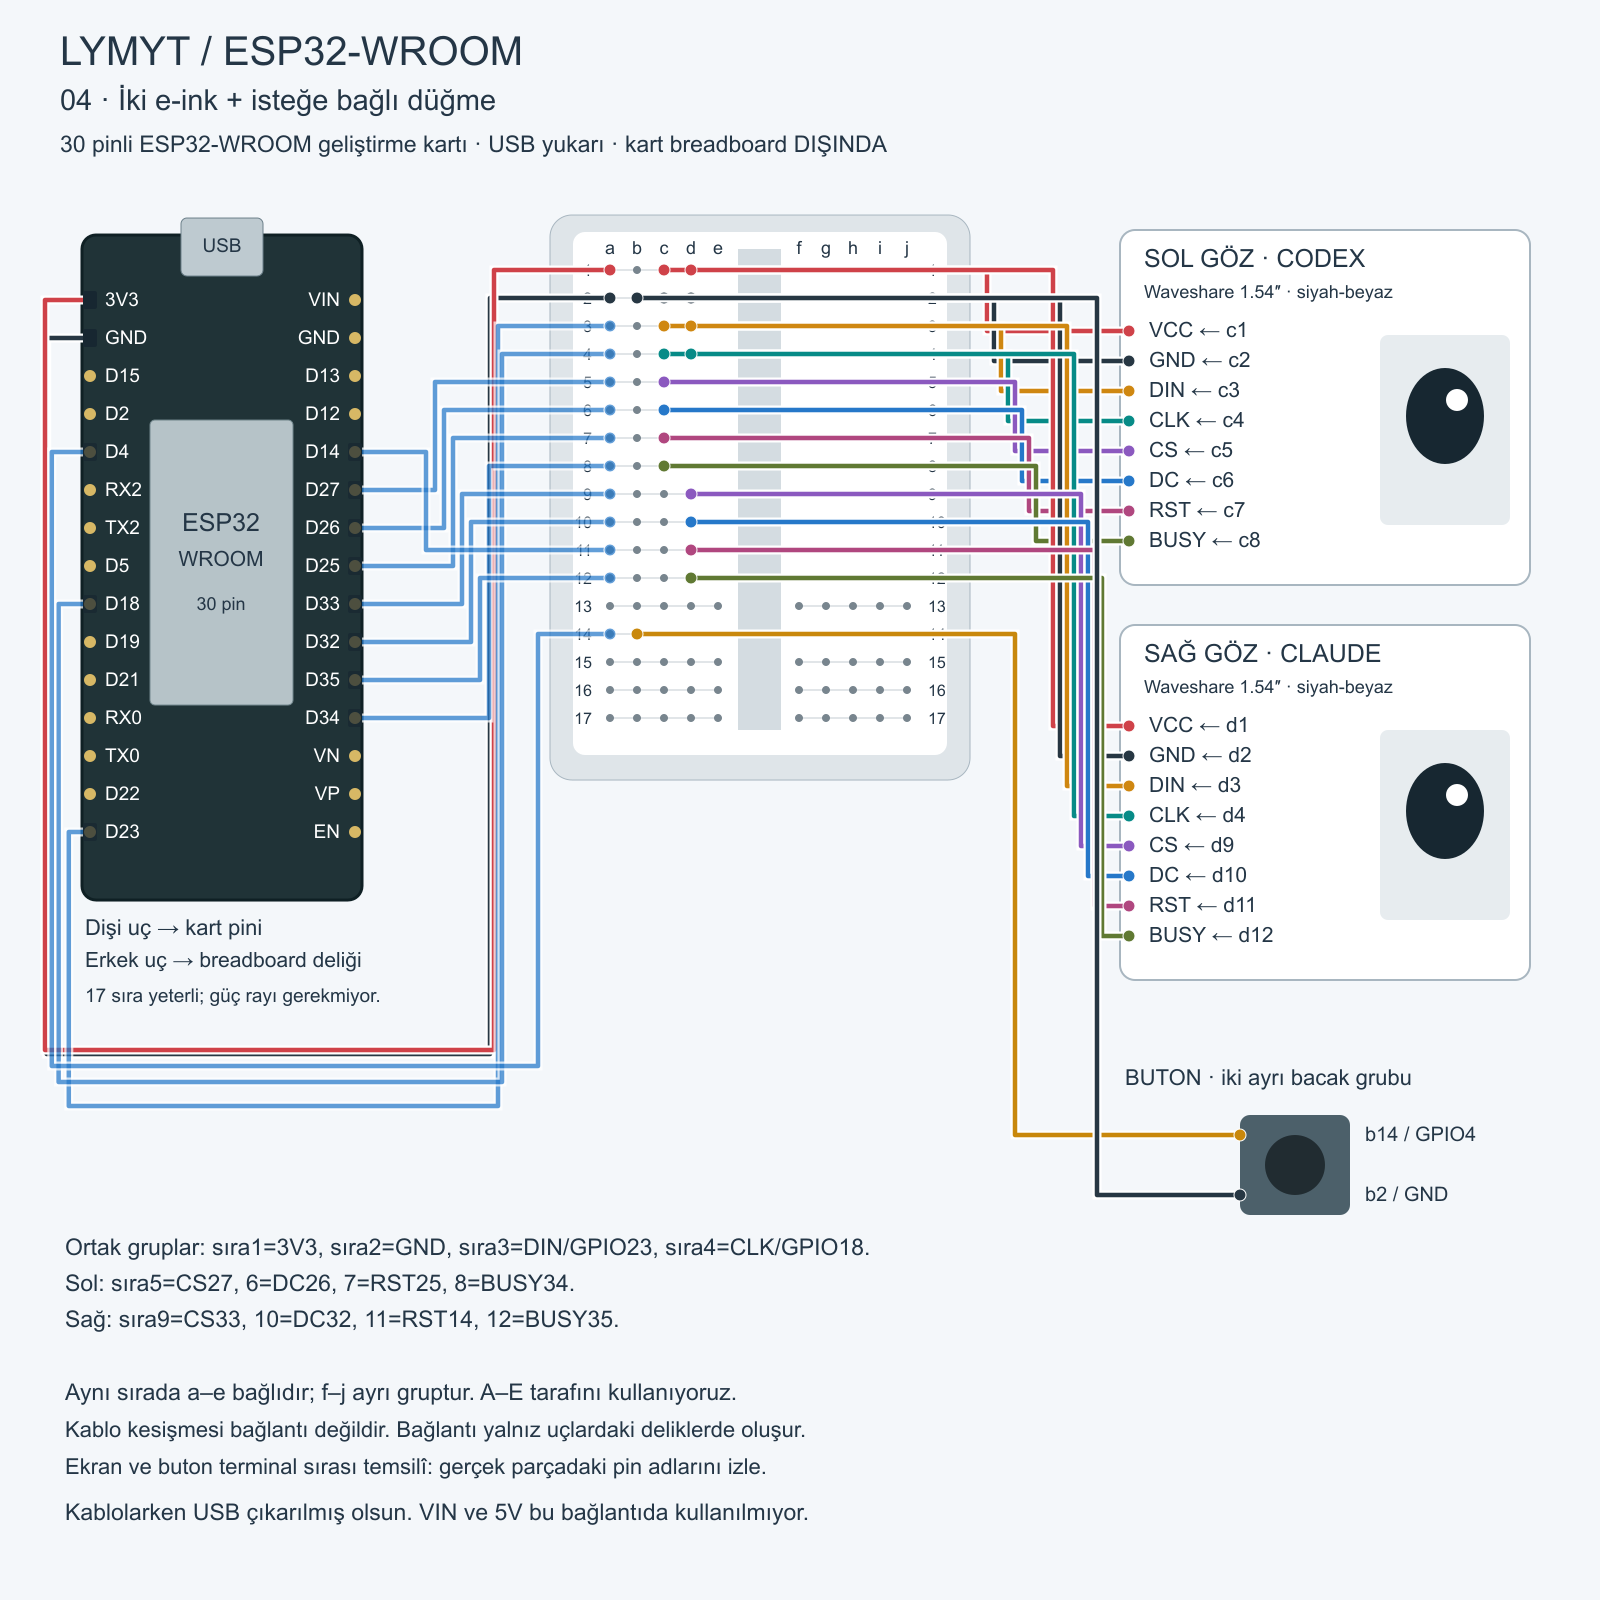 LYMYT / ESP32-WROOM
04 · İki e-ink + isteğe bağlı düğme
30 pinli ESP32-WROOM geliştirme kartı · USB yukarı · kart breadboard DIŞINDA
USB
3V3 VIN
GND GND
D15 D13
D2 D12
D4 D14
RX2 D27
TX2 D26
D5 D25
D18 D33
D19 D32
D21 D35
RX0 D34
TX0 VN
D22 VP
D23 EN
ESP32
WROOM
30 pin
Dişi uç → kart pini
Erkek uç → breadboard deliği
17 sıra yeterli; güç rayı gerekmiyor.
a b c d e f g h i j
10
11
12 12
13 13
15 15
16 16
17 17
SOL GÖZ · CODEX
Waveshare 1.54″ · siyah-beyaz
VCC ← c1
GND ← c2
DIN ← c3
CLK ← c4
CS ← c5
DC ← c6
RST ← c7
BUSY ← c8
SAĞ GÖZ · CLAUDE
Waveshare 1.54″ · siyah-beyaz
VCC ← d1
GND ← d2
DIN ← d3
CLK ← d4
CS ← d9
DC ← d10
RST ← d11
BUSY ← d12
BUTON · iki ayrı bacak grubu
b14 / GPIO4
b2 / GND
Ortak gruplar: sıra1=3V3, sıra2=GND, sıra3=DIN/GPIO23, sıra4=CLK/GPIO18.
Sol: sıra5=CS27, 6=DC26, 7=RST25, 8=BUSY34.
Sağ: sıra9=CS33, 10=DC32, 11=RST14, 12=BUSY35.
Aynı sırada a–e bağlıdır; f–j ayrı gruptur. A–E tarafını kullanıyoruz.
Kablo kesişmesi bağlantı değildir. Bağlantı yalnız uçlardaki deliklerde oluşur.
Ekran ve buton terminal sırası temsilî: gerçek parçadaki pin adlarını izle.
Kablolarken USB çıkarılmış olsun. VIN ve 5V bu bağlantıda kullanılmıyor.